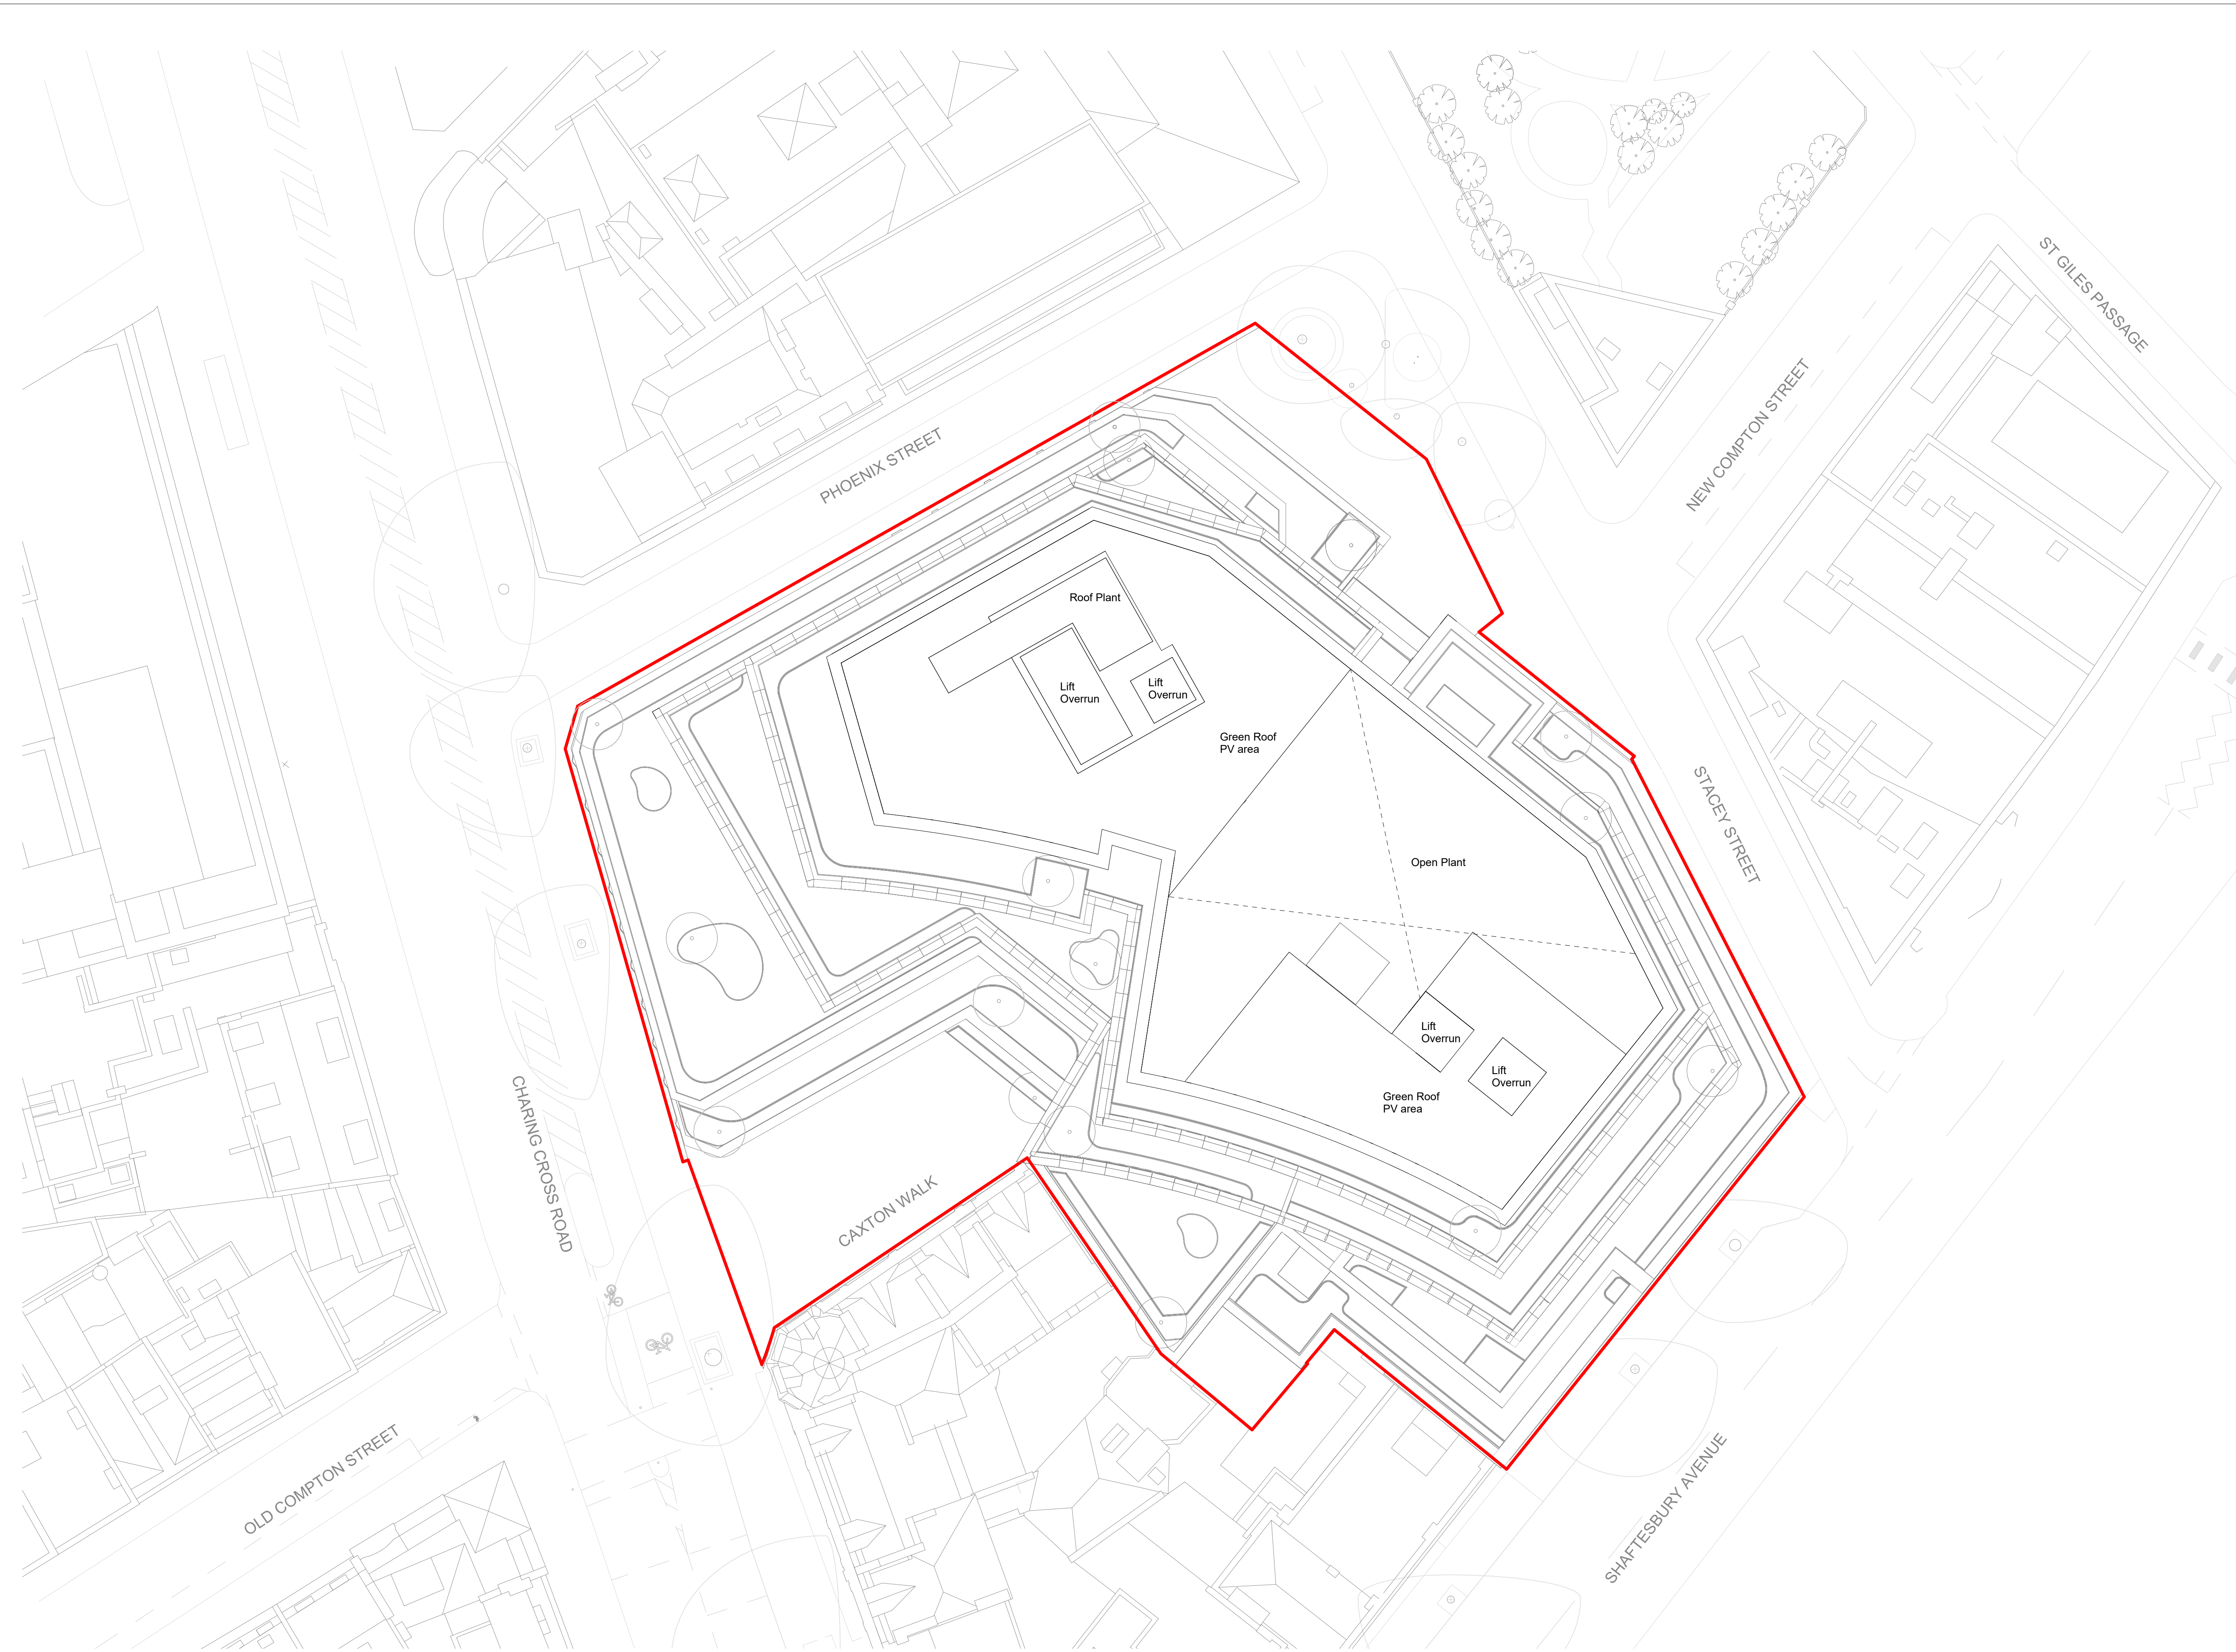 ST GILES PASSAGE
NEW COMPTON STREET
PHOENIX STREET
Roof Plant
Lift
Overrun
Lift
Overrun
Green Roof
PV area
STACEY STREET
Open Plant
Lift
Overrun
Lift
Overrun
Green Roof
PV area
CHARING CROSS ROAD
CAXTON WALK
OLD COMPTON STREET
SHAFTESBURY AVENUE